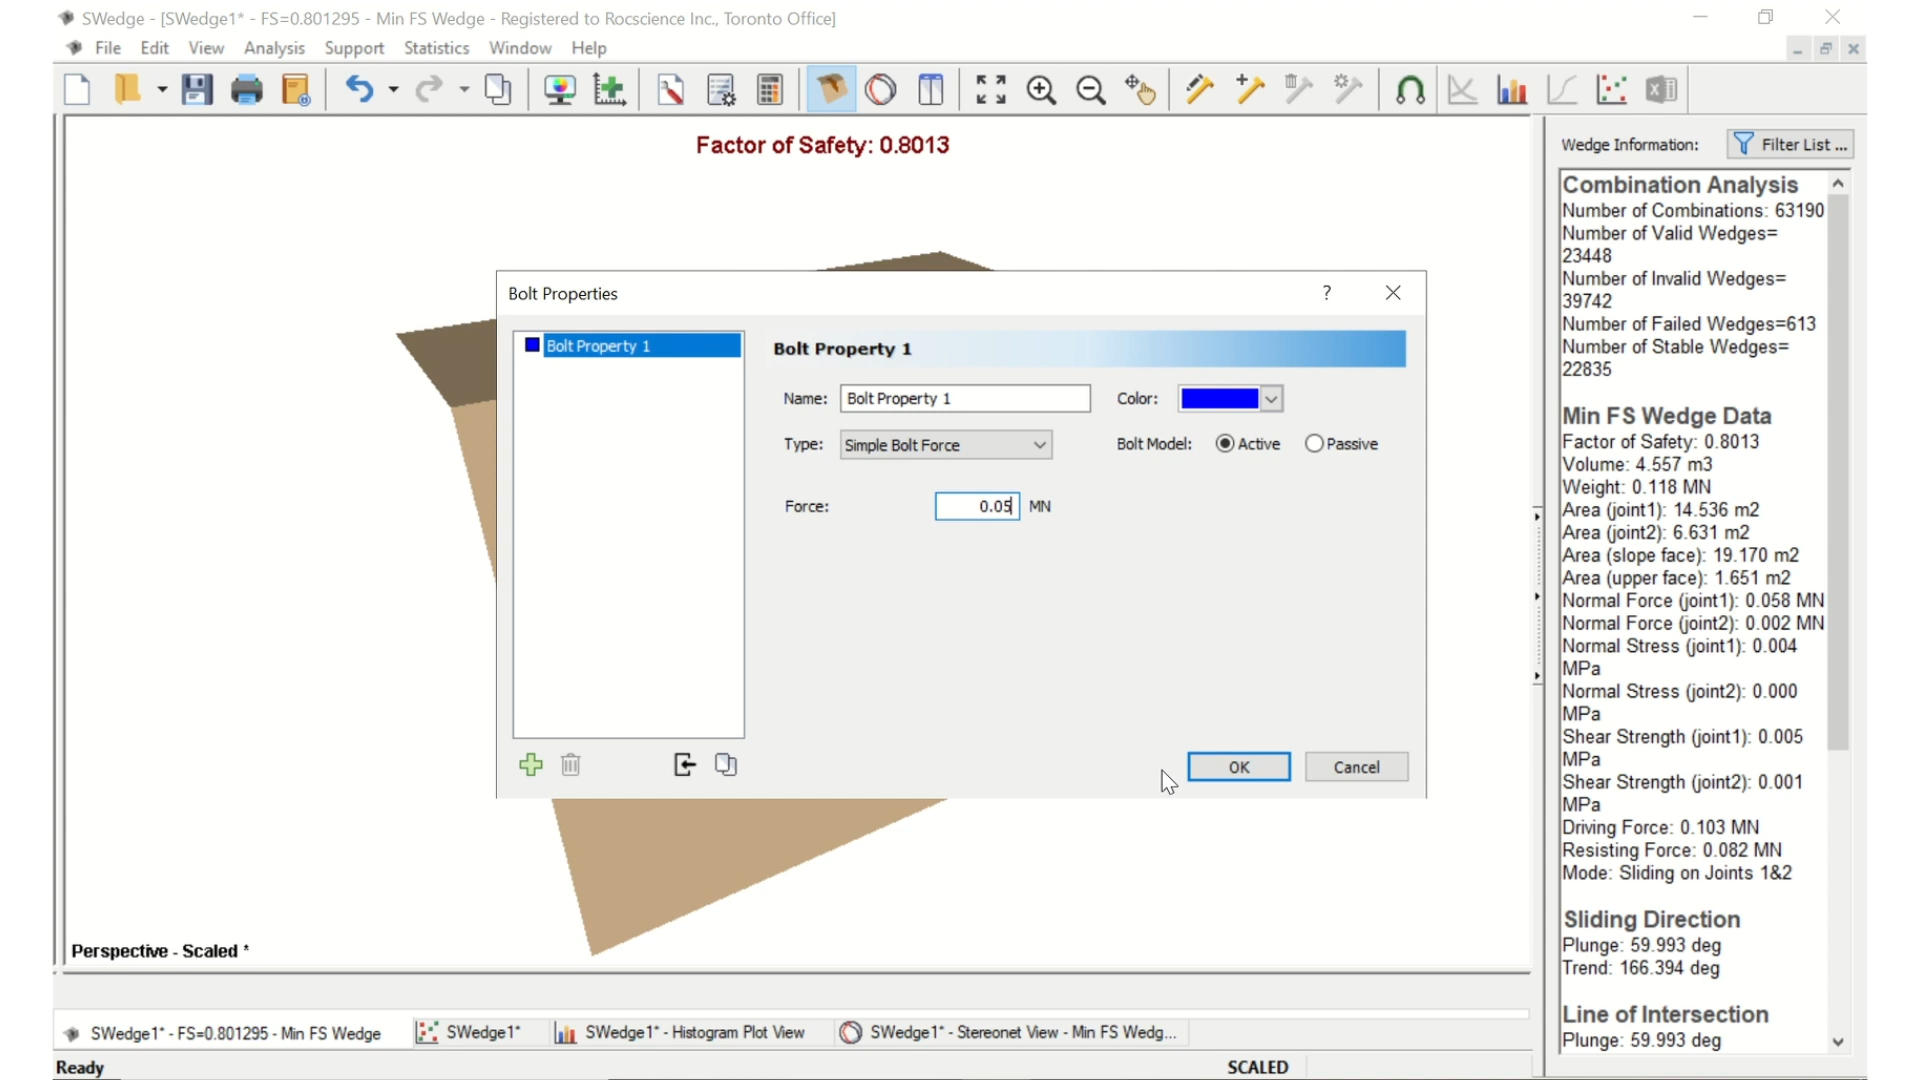 SWedge - [SWedge1* - FS=0.801295 - Min FS Wedge - Registered to Rocscience Inc., Toronto Office]
File Edit View Analysis Support Statistics Window Help
Factor of Safety: 0.8013
Wedge Information: Filter List ...
Combination Analysis
Number of Combinations: 63190
Number of Valid Wedges=
23448
Number of Invalid Wedges=
39742
Number of Failed Wedges=613
Number of Stable Wedges=
22835
Min FS Wedge Data
Factor of Safety: 0.8013
Volume: 4.557 m3
Weight: 0.118 MN
Area (joint1): 14.536 m2
Area (joint2): 6.631 m2
Area (slope face): 19.170 m2
Area (upper face): 1.651 m2
Normal Force (joint1): 0.058 MN
Normal Force (joint2): 0.002 MN
Normal Stress (joint1): 0.004
MPa
Normal Stress (joint2): 0.000
MPa
Shear Strength (joint1): 0.005
MPa
Shear Strength (joint2): 0.001
MPa
Driving Force: 0.103 MN
Resisting Force: 0.082 MN
Mode: Sliding on Joints 1&2
Sliding Direction
Plunge: 59.993 deg
Trend: 166.394 deg
Line of Intersection
Plunge: 59.993 deg
Bolt Properties ?
Bolt Property 1
Bolt Property 1
Name: Bolt Property 1 Color:
Type: Simple Bolt Force Bolt Model: Active Passive
Force: 0.05 MN
OK Cancel
Perspective - Scaled *
SWedge1* - FS=0.801295 - Min FS Wedge SWedge1* SWedge1* - Histogram Plot View SWedge1* - Stereonet View - Min FS Wedg...
Ready SCALED